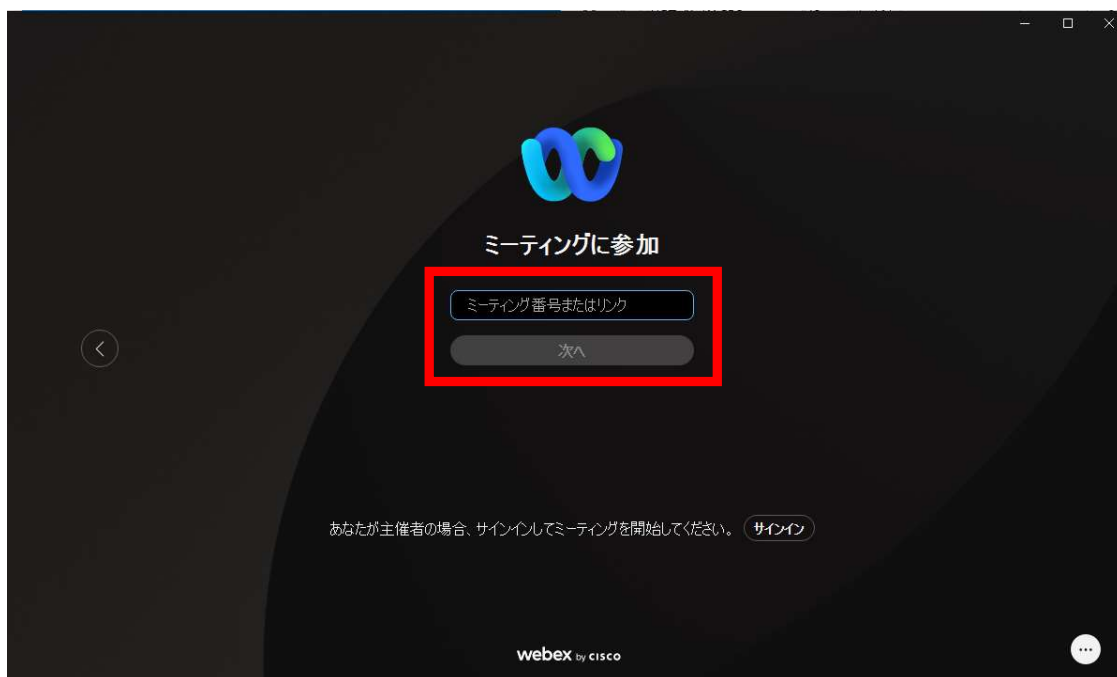 ミーティングに参加
ミーティング番号またはリンク
次へ
あなたが主催者の場合、サインインしてミーティングを開始してください。 サインイン
webex by CISCO